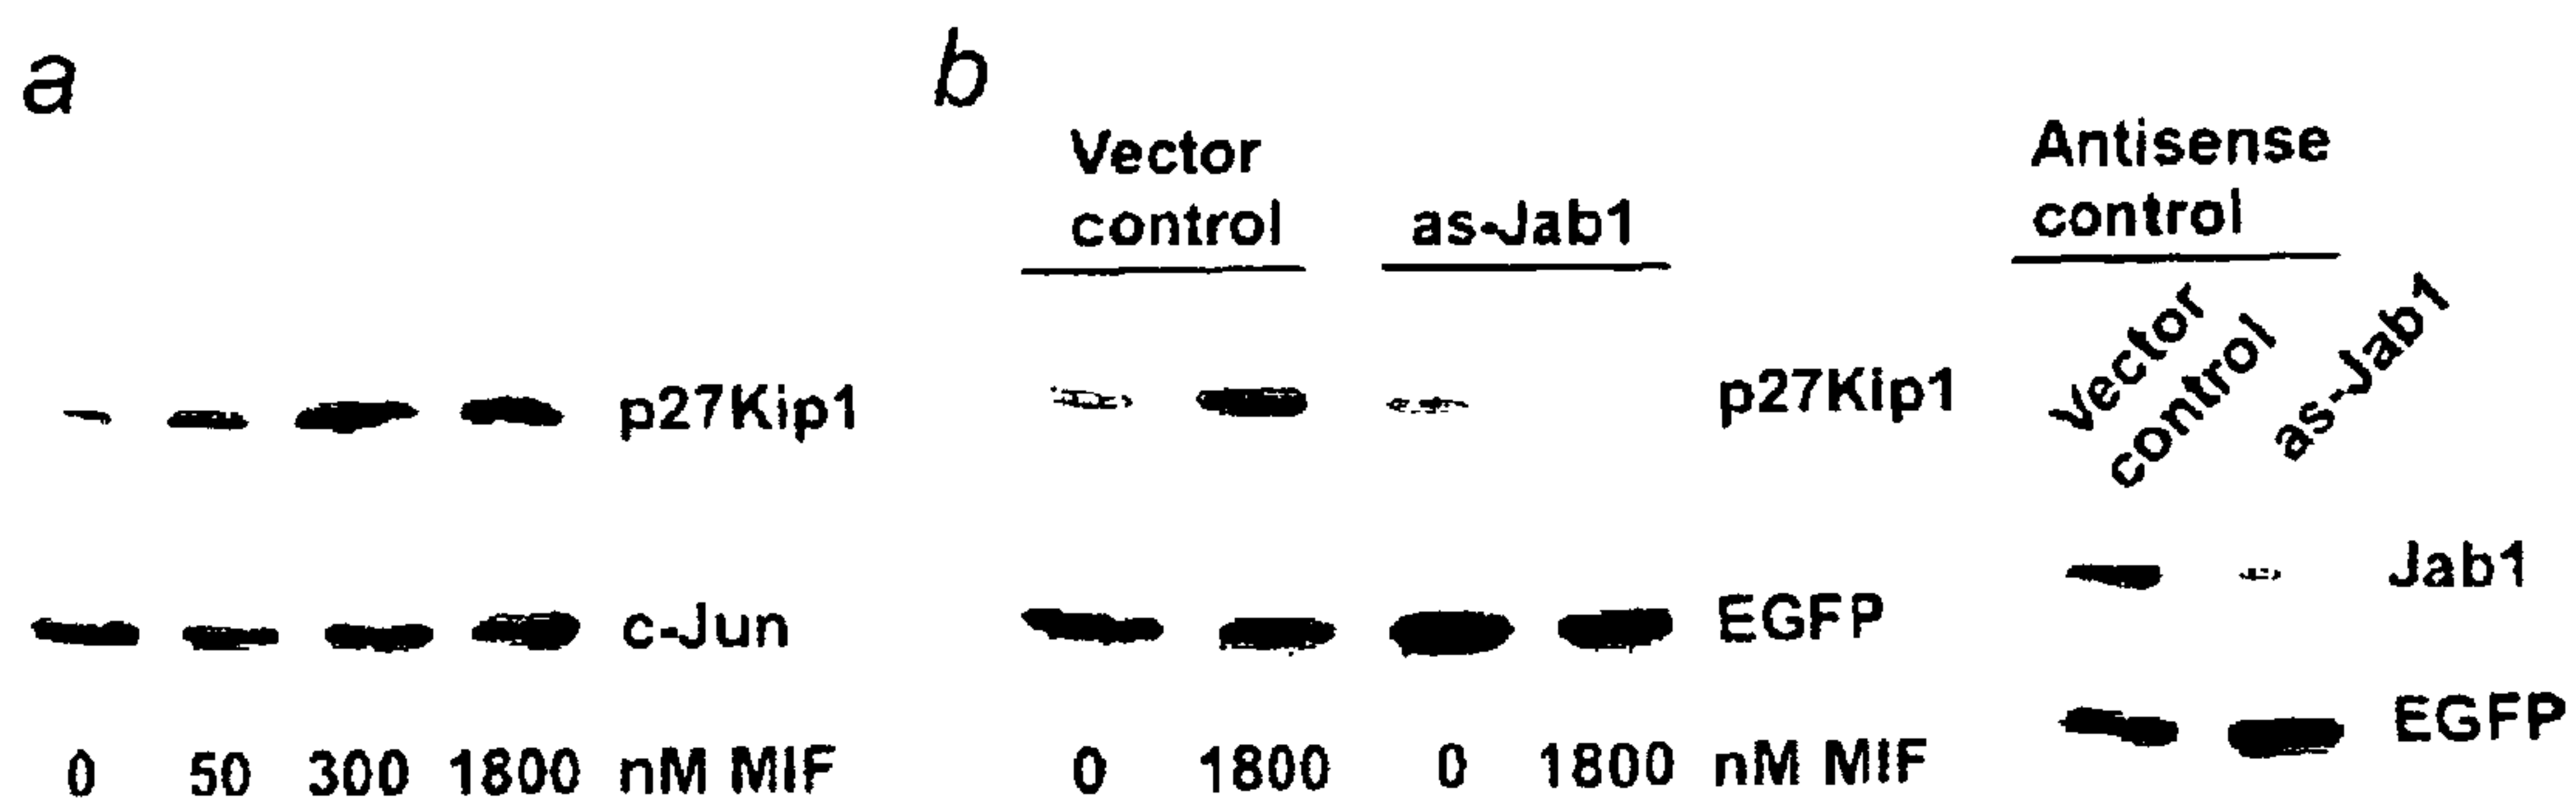 a
p27Kip1
c-Jun
0 50 300 1800 nM MIF
b
Vector
control
as-Jab1
p27Kip1
EGFP
0 1800 0 1800 nM MIF
Antisense
control
Vector
control
as-Jab1
Jab1
EGFP